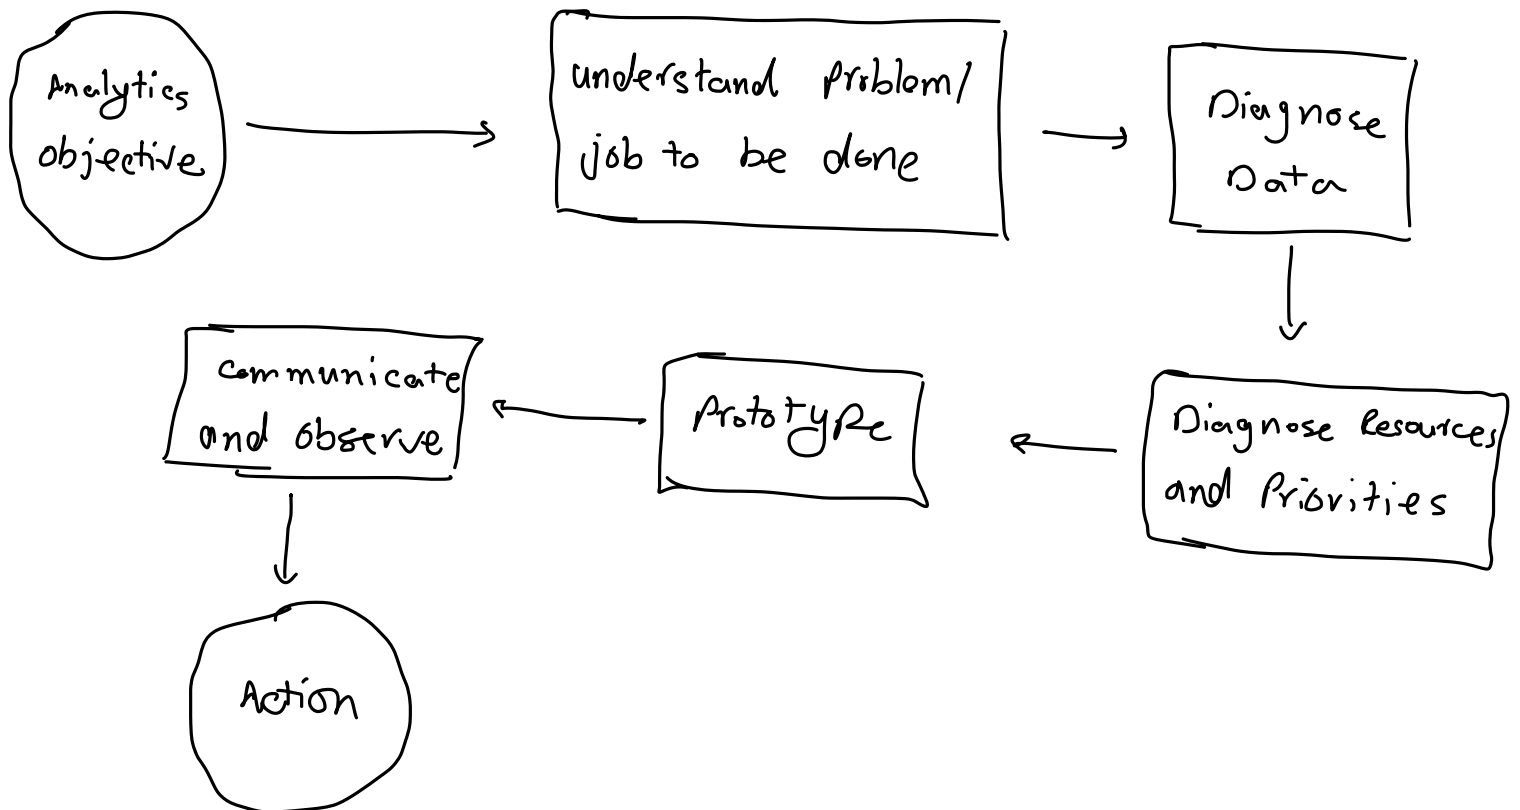 Analytics
objective
understand problem/
job to be done
Diagnose
Data
Diagnose Resources
and Priorities
Prototype
communicate
and observe
Action